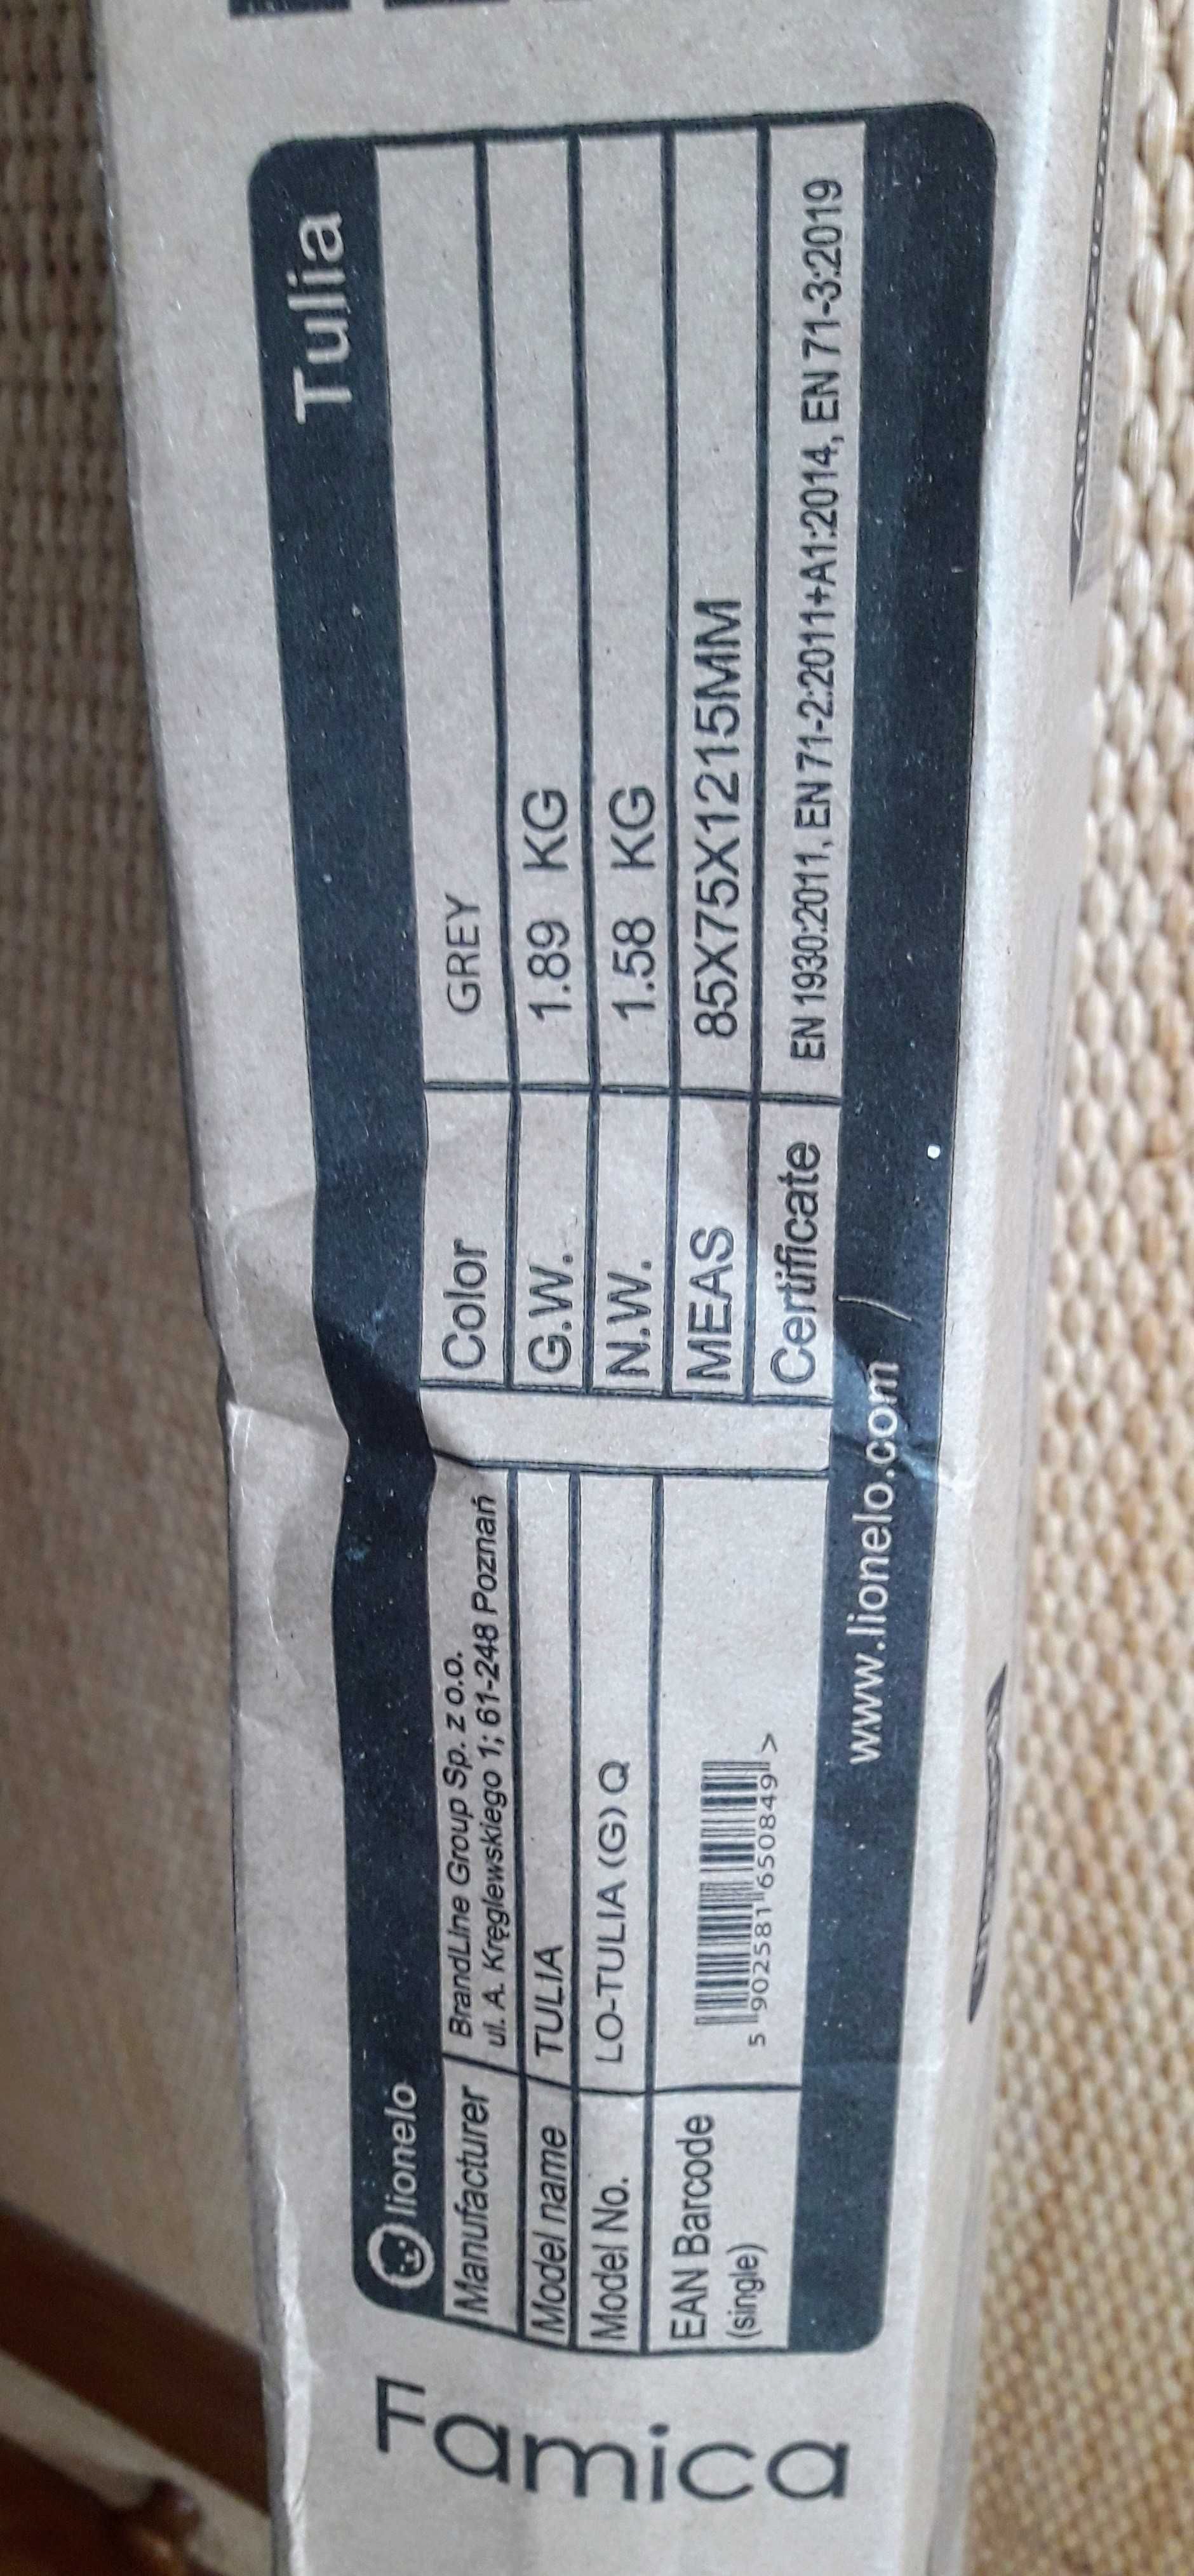 lionelo
Tulia
Manufacturer
BrandLine Group Sp. z o.o.
ul. A. Kręglewskiego 1; 61-248 Poznań
Model name
TULIA
Model No.
LO-TULIA (G) Q
EAN Barcode
(single)
5 902581 650849 >
Color
GREY
G.W.
1.89 KG
N.W.
1.58 KG
MEAS
85X75X1215MM
Certificate
EN 1930:2011, EN 71-2:2011+A1:2014, EN 71-3:2019
www.lionelo.com
amica